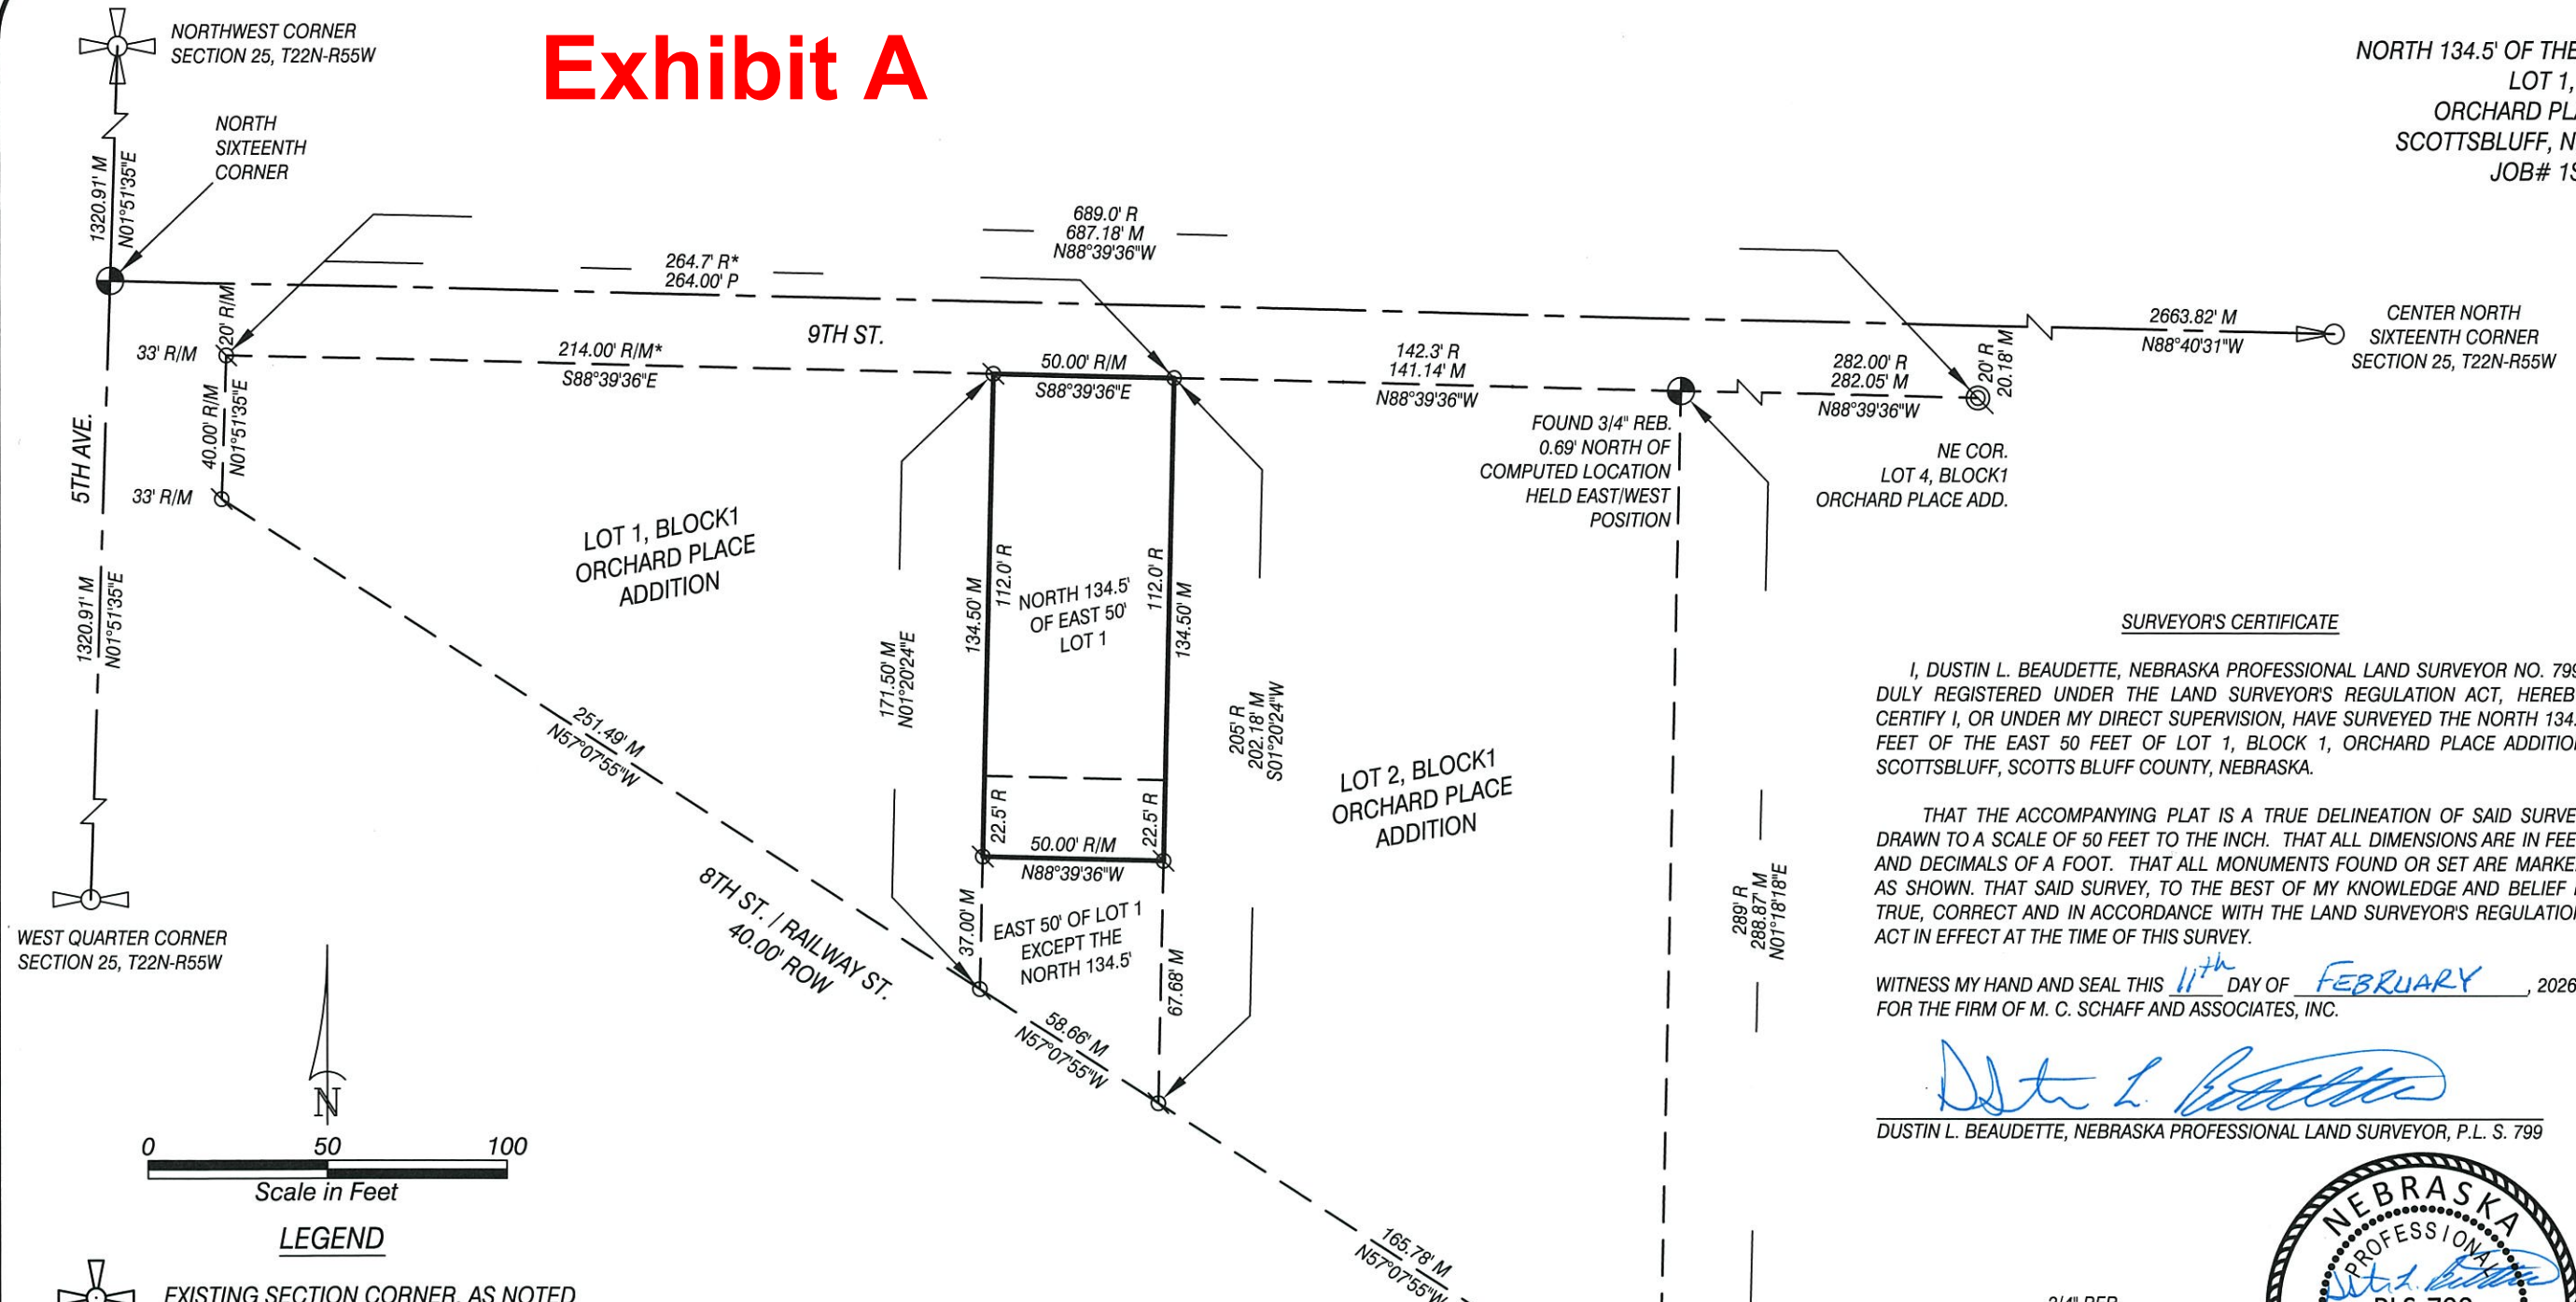 Exhibit A
NORTHWEST CORNER
SECTION 25, T22N-R55W
NORTH 134.5' OF THE
LOT 1,
ORCHARD PL
SCOTTSBLUFF, N
JOB# 1
NORTH
SIXTEENTH
CORNER
1320.91' M
N01°51'35"E
689.0' R
687.18' M
N88°39'36"W
264.7' R*
264.00' P
20' R/M
33' R/M
9TH ST.
214.00' R/M*
S88°39'36"E
50.00' R/M
S88°39'36"E
142.3' R
141.14' M
N88°39'36"W
282.00' R
282.05' M
N88°39'36"W
20' R
20.18' M
2663.82' M
N88°40'31"W
CENTER NORTH
SIXTEENTH CORNER
SECTION 25, T22N-R55W
5TH AVE.
40.00' R/M
N01°51'35"E
33' R/M
FOUND 3/4" REB.
0.69' NORTH OF
COMPUTED LOCATION
HELD EAST/WEST
POSITION
NE COR.
LOT 4, BLOCK1
ORCHARD PLACE ADD.
LOT 1, BLOCK1
ORCHARD PLACE
ADDITION
1320.91' M
N01°51'35"E
134.50' M
112.0' R
NORTH 134.5'
OF EAST 50'
LOT 1
112.0' R
134.50' M
171.50' M
N01°20'24"E
205' R
202.18' M
S01°20'24"W
251.49' M
N57°07'55"W
LOT 2, BLOCK1
ORCHARD PLACE
ADDITION
22.5' R
22.5' R
50.00' R/M
N88°39'36"W
37.00' M
EAST 50' OF LOT 1
EXCEPT THE
NORTH 134.5'
67.68' M
289' R
288.87' M
N01°18'18"E
8TH ST. / RAILWAY ST.
40.00' ROW
58.66' M
N57°07'55"W
165.78' M
N57°07'55"W
WEST QUARTER CORNER
SECTION 25, T22N-R55W
N
0 50 100
Scale in Feet
LEGEND
EXISTING SECTION CORNER, AS NOTED
SURVEYOR'S CERTIFICATE
I, DUSTIN L. BEAUDETTE, NEBRASKA PROFESSIONAL LAND SURVEYOR NO. 799
DULY REGISTERED UNDER THE LAND SURVEYOR'S REGULATION ACT, HEREB
CERTIFY I, OR UNDER MY DIRECT SUPERVISION, HAVE SURVEYED THE NORTH 134.
FEET OF THE EAST 50 FEET OF LOT 1, BLOCK 1, ORCHARD PLACE ADDITIO
SCOTTSBLUFF, SCOTTS BLUFF COUNTY, NEBRASKA.
THAT THE ACCOMPANYING PLAT IS A TRUE DELINEATION OF SAID SURVE
DRAWN TO A SCALE OF 50 FEET TO THE INCH. THAT ALL DIMENSIONS ARE IN FEE
AND DECIMALS OF A FOOT. THAT ALL MONUMENTS FOUND OR SET ARE MARKE
AS SHOWN. THAT SAID SURVEY, TO THE BEST OF MY KNOWLEDGE AND BELIEF
TRUE, CORRECT AND IN ACCORDANCE WITH THE LAND SURVEYOR'S REGULATIO
ACT IN EFFECT AT THE TIME OF THIS SURVEY.
WITNESS MY HAND AND SEAL THIS 11th DAY OF FEBRUARY, 2026
FOR THE FIRM OF M. C. SCHAFF AND ASSOCIATES, INC.
DUSTIN L. BEAUDETTE, NEBRASKA PROFESSIONAL LAND SURVEYOR, P.L. S. 799
NEBRASKA
PROFESSIONAL